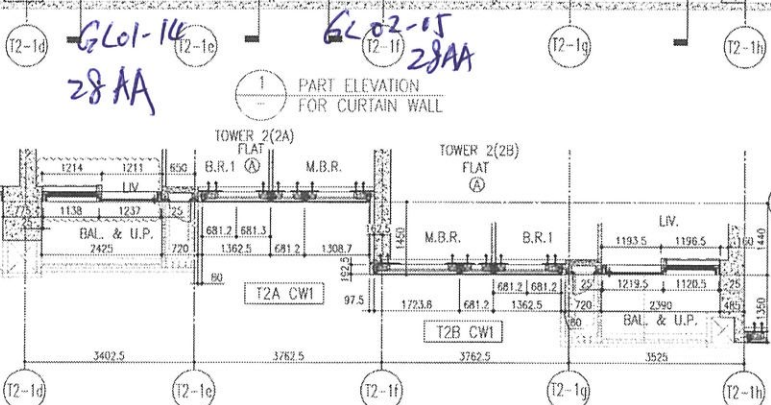 GL01-14
28AA
GL02-05
28AA
T2-1d
T2-1e
T2-1f
T2-1g
T2-1h
1
PART ELEVATION
FOR CURTAIN WALL
TOWER 2(2A)
FLAT
A
TOWER 2(2B)
FLAT
A
1214
1211
650
B.R.1
M.B.R.
LIV.
775
25
1138
1237
25
BAL. & U.P.
2425
720
681.2
681.3
1362.5
681.2
1308.7
80
T2A CW1
162.5
1450
162.5
97.5
M.B.R.
B.R.1
LIV.
1193.5
1196.5
160
1440
681.2
681.2
25
1219.5
1120.5
25
1723.8
681.2
1362.5
720
2390
485
1350
80
T2B CW1
BAL. & U.P.
3402.5
3762.5
3762.5
3525
T2-1d
T2-1e
T2-1f
T2-1g
T2-1h